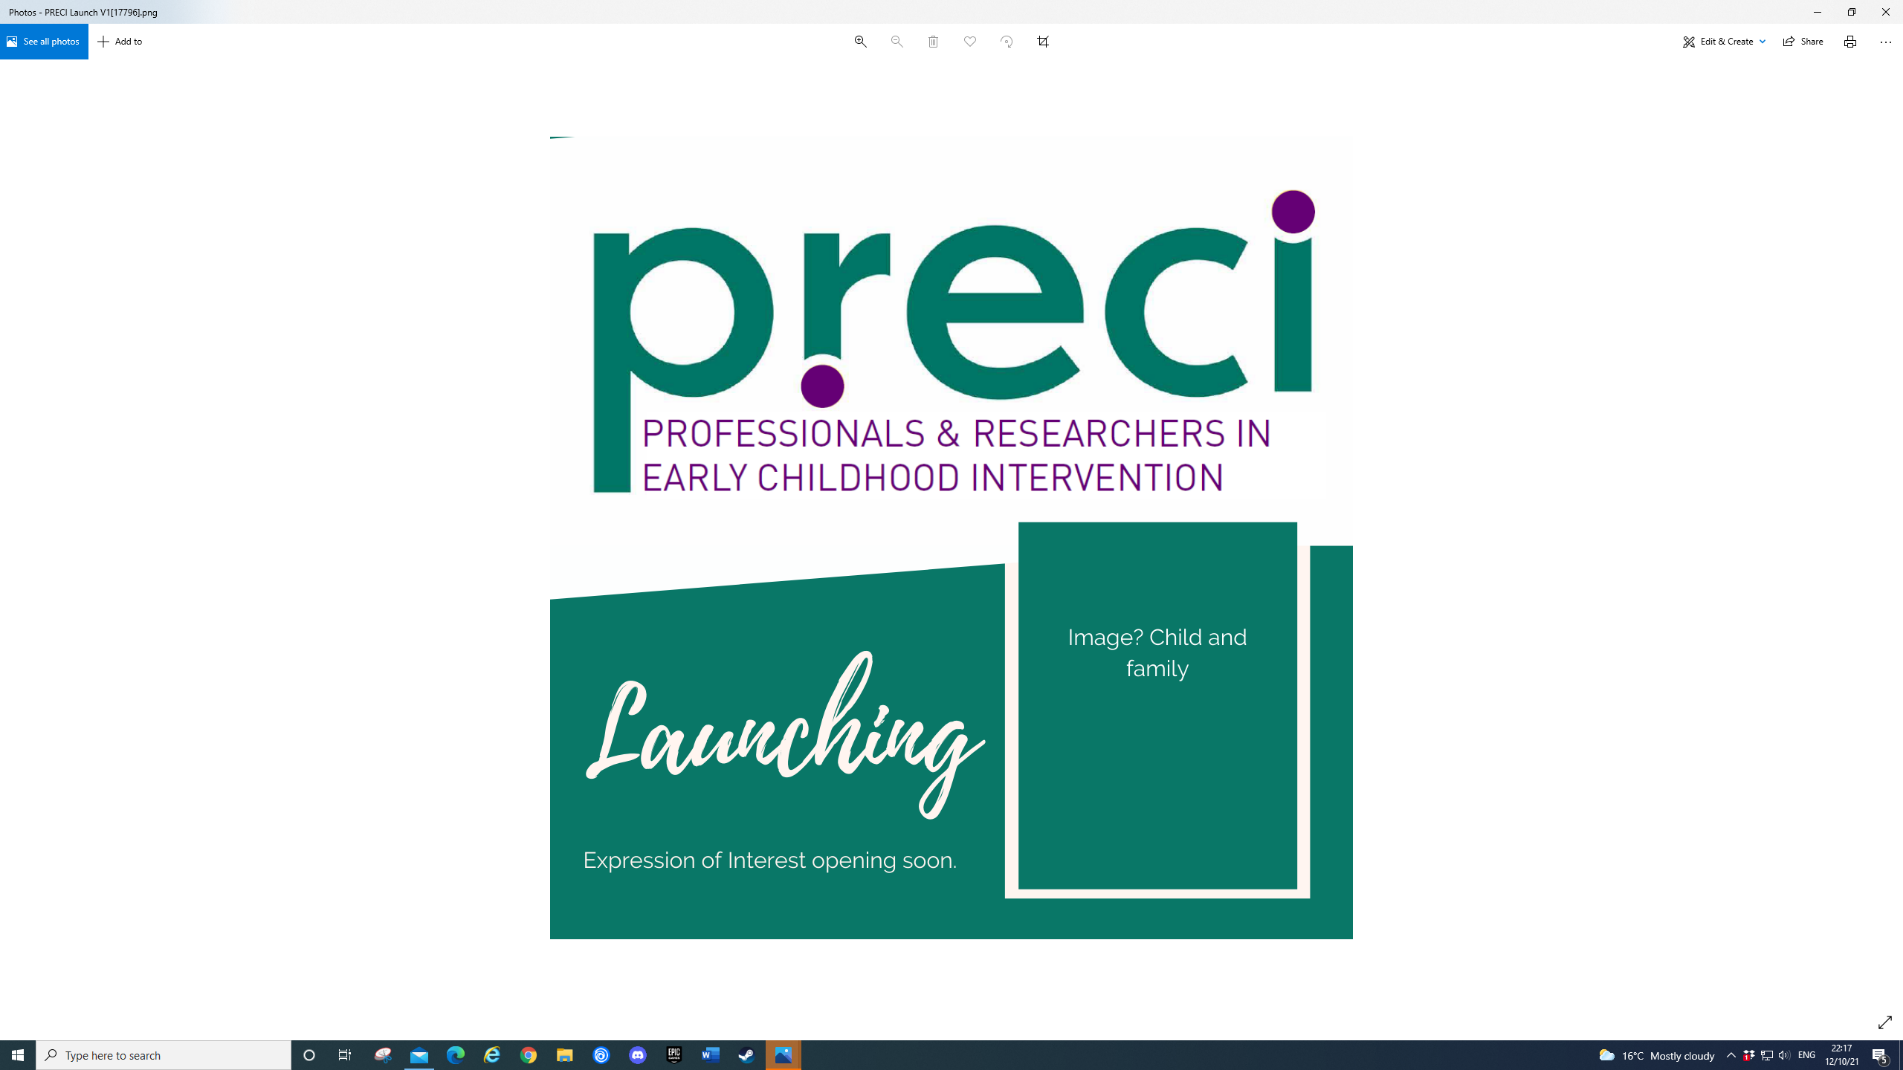 Photos - PRECI Launch V1[17796].png
See all photos
Add to
Edit & Create
Share
preci
PROFESSIONALS & RESEARCHERS IN
EARLY CHILDHOOD INTERVENTION
Image? Child and
family
Launching
Expression of Interest opening soon.
Type here to search
EPIC
W
16°C Mostly cloudy
ENG
22:17
12/10/21
5